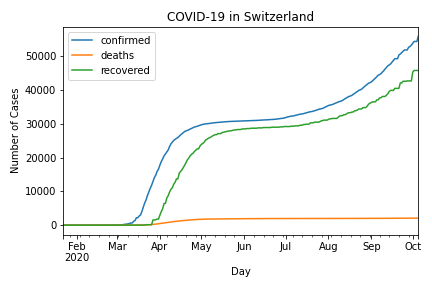 COVID-19 in Switzerland
confirmed
deaths
recovered
Number of Cases
50000
40000
30000
20000
10000
0
Feb
2020
Mar
Apr
May
Jun
Jul
Aug
Sep
Oct
Day